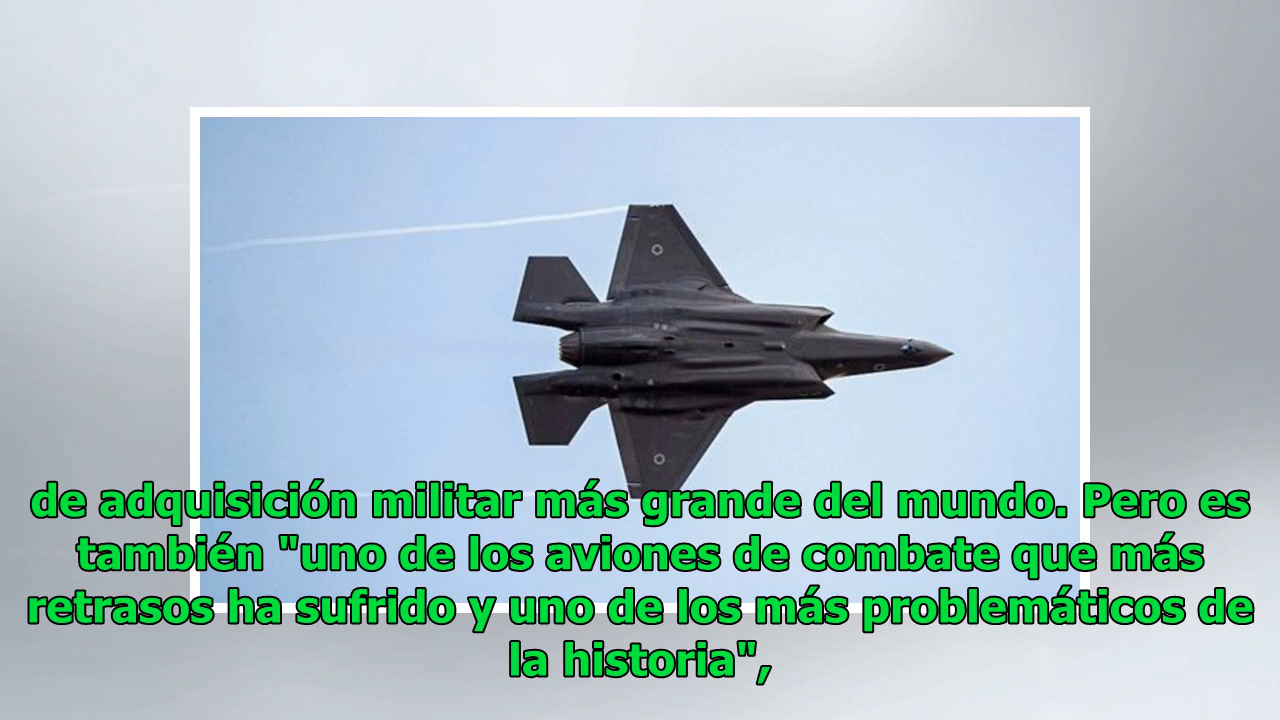 de adquisición militar más grande del mundo. Pero es
también "uno de los aviones de combate que más
retrasos ha sufrido y uno de los más problemáticos de
la historia",